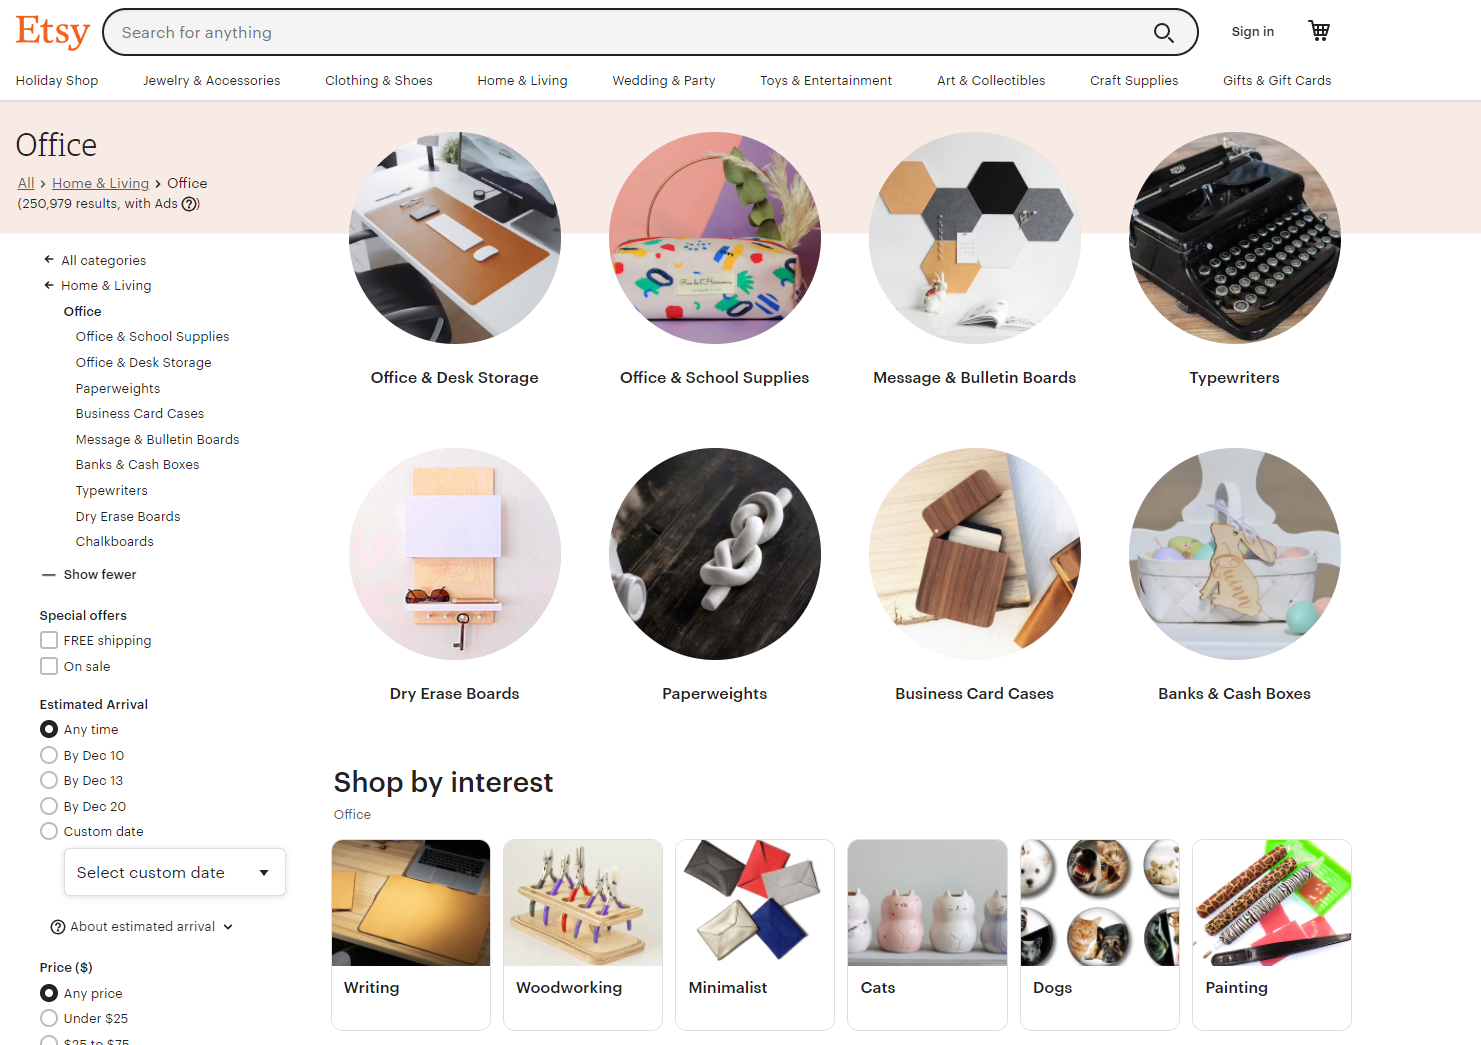 Etsy
Search for anything
Sign in
Holiday Shop
Jewelry & Accessories
Clothing & Shoes
Home & Living
Wedding & Party
Toys & Entertainment
Art & Collectibles
Craft Supplies
Gifts & Gift Cards
Office
All > Home & Living > Office
(250,979 results, with Ads ?)
All categories
Home & Living
Office
Office & School Supplies
Office & Desk Storage
Paperweights
Business Card Cases
Message & Bulletin Boards
Banks & Cash Boxes
Typewriters
Dry Erase Boards
Chalkboards
Show fewer
Special offers
FREE shipping
On sale
Estimated Arrival
Any time
By Dec 10
By Dec 13
By Dec 20
Custom date
Select custom date
About estimated arrival
Price ($)
Any price
Under $25
$25 to $75
Office & Desk Storage
Office & School Supplies
Message & Bulletin Boards
Typewriters
Quinn
Dry Erase Boards
Paperweights
Business Card Cases
Banks & Cash Boxes
Shop by interest
Office
Writing
Woodworking
Minimalist
Cats
Dogs
Painting